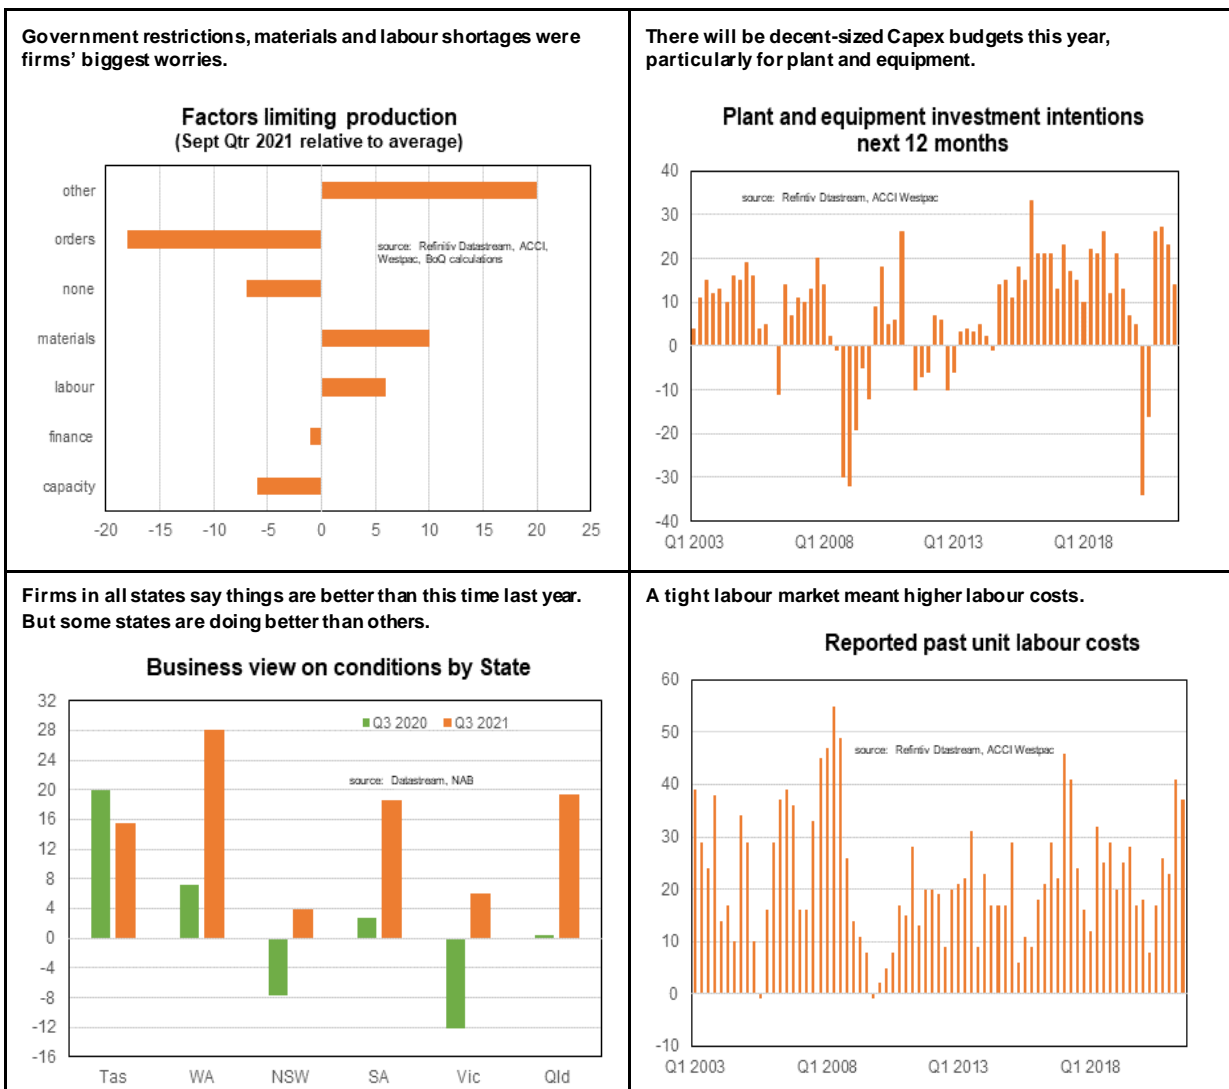 Government restrictions, materials and labour shortages were
firms’ biggest worries.
Factors limiting production
(Sept Qtr 2021 relative to average)
other
orders
none
materials
labour
finance
capacity
source: Refinitiv Datastream, ACCI,
Westpac, BoQ calculations
-20 -15 -10 -5 0 5 10 15 20 25
There will be decent-sized Capex budgets this year,
particularly for plant and equipment.
Plant and equipment investment intentions
next 12 months
40
30
20
10
0
-10
-20
-30
-40
source: Refintiv Dtastream, ACCI Westpac
Q1 2003 Q1 2008 Q1 2013 Q1 2018
Firms in all states say things are better than this time last year.
But some states are doing better than others.
Business view on conditions by State
32
28
24
20
16
12
8
4
0
-4
-8
-12
-16
Q3 2020 Q3 2021
source: Datastream, NAB
Tas WA NSW SA Vic Qld
A tight labour market meant higher labour costs.
Reported past unit labour costs
60
50
40
30
20
10
0
-10
source: Refintiv Dtastream, ACCI Westpac
Q1 2003 Q1 2008 Q1 2013 Q1 2018